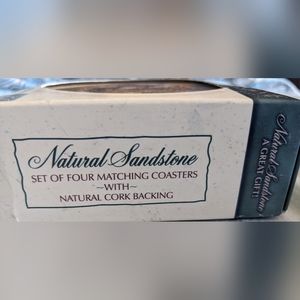 Natural Sandstone
SET OF FOUR MATCHING COASTERS
~WITH~
NATURAL CORK BACKING
Natural Sandstone
A GREAT GIFT!